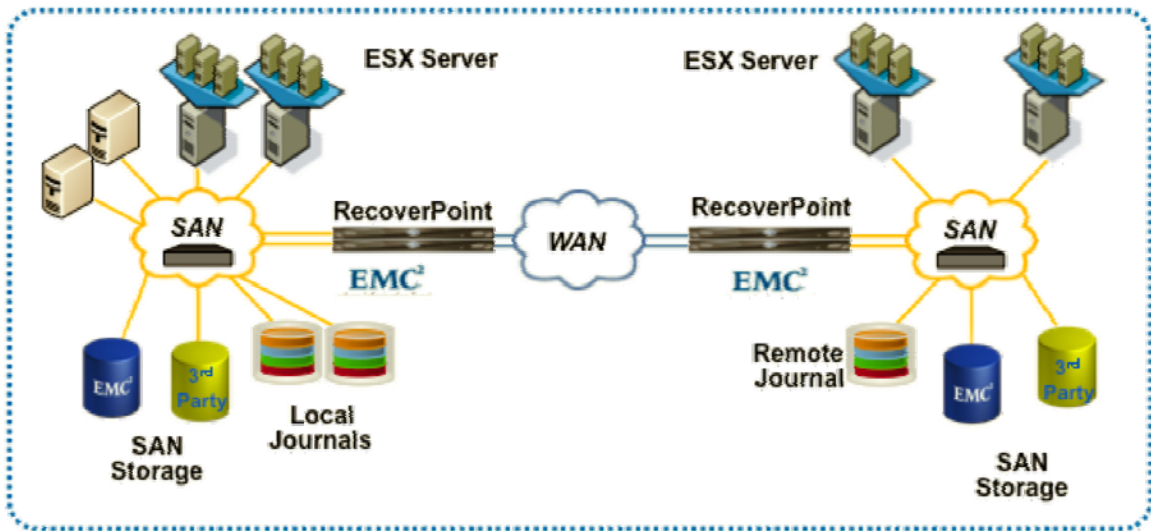 ESX Server
ESX Server
SAN
RecoverPoint
WAN
RecoverPoint
SAN
EMC²
EMC²
EMC²
3rd
Party
Local
Journals
SAN
Storage
Remote
Journal
EMC²
3rd
Party
SAN
Storage